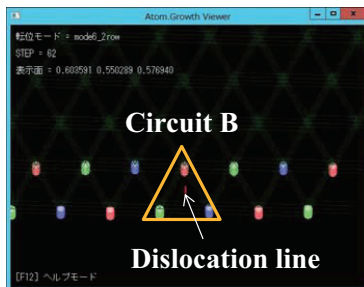 Atom.Growth Viewer
転位モード = mode6_2row
STEP = 62
表示面 = 0.603591 0.550289 0.576940
Circuit B
Dislocation line
[F12] ヘルプモード